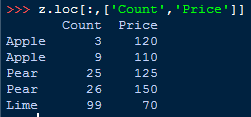 >>> z.loc[:,['Count','Price']]
Count Price
Apple 3 120
Apple 9 110
Pear 25 125
Pear 26 150
Lime 99 70